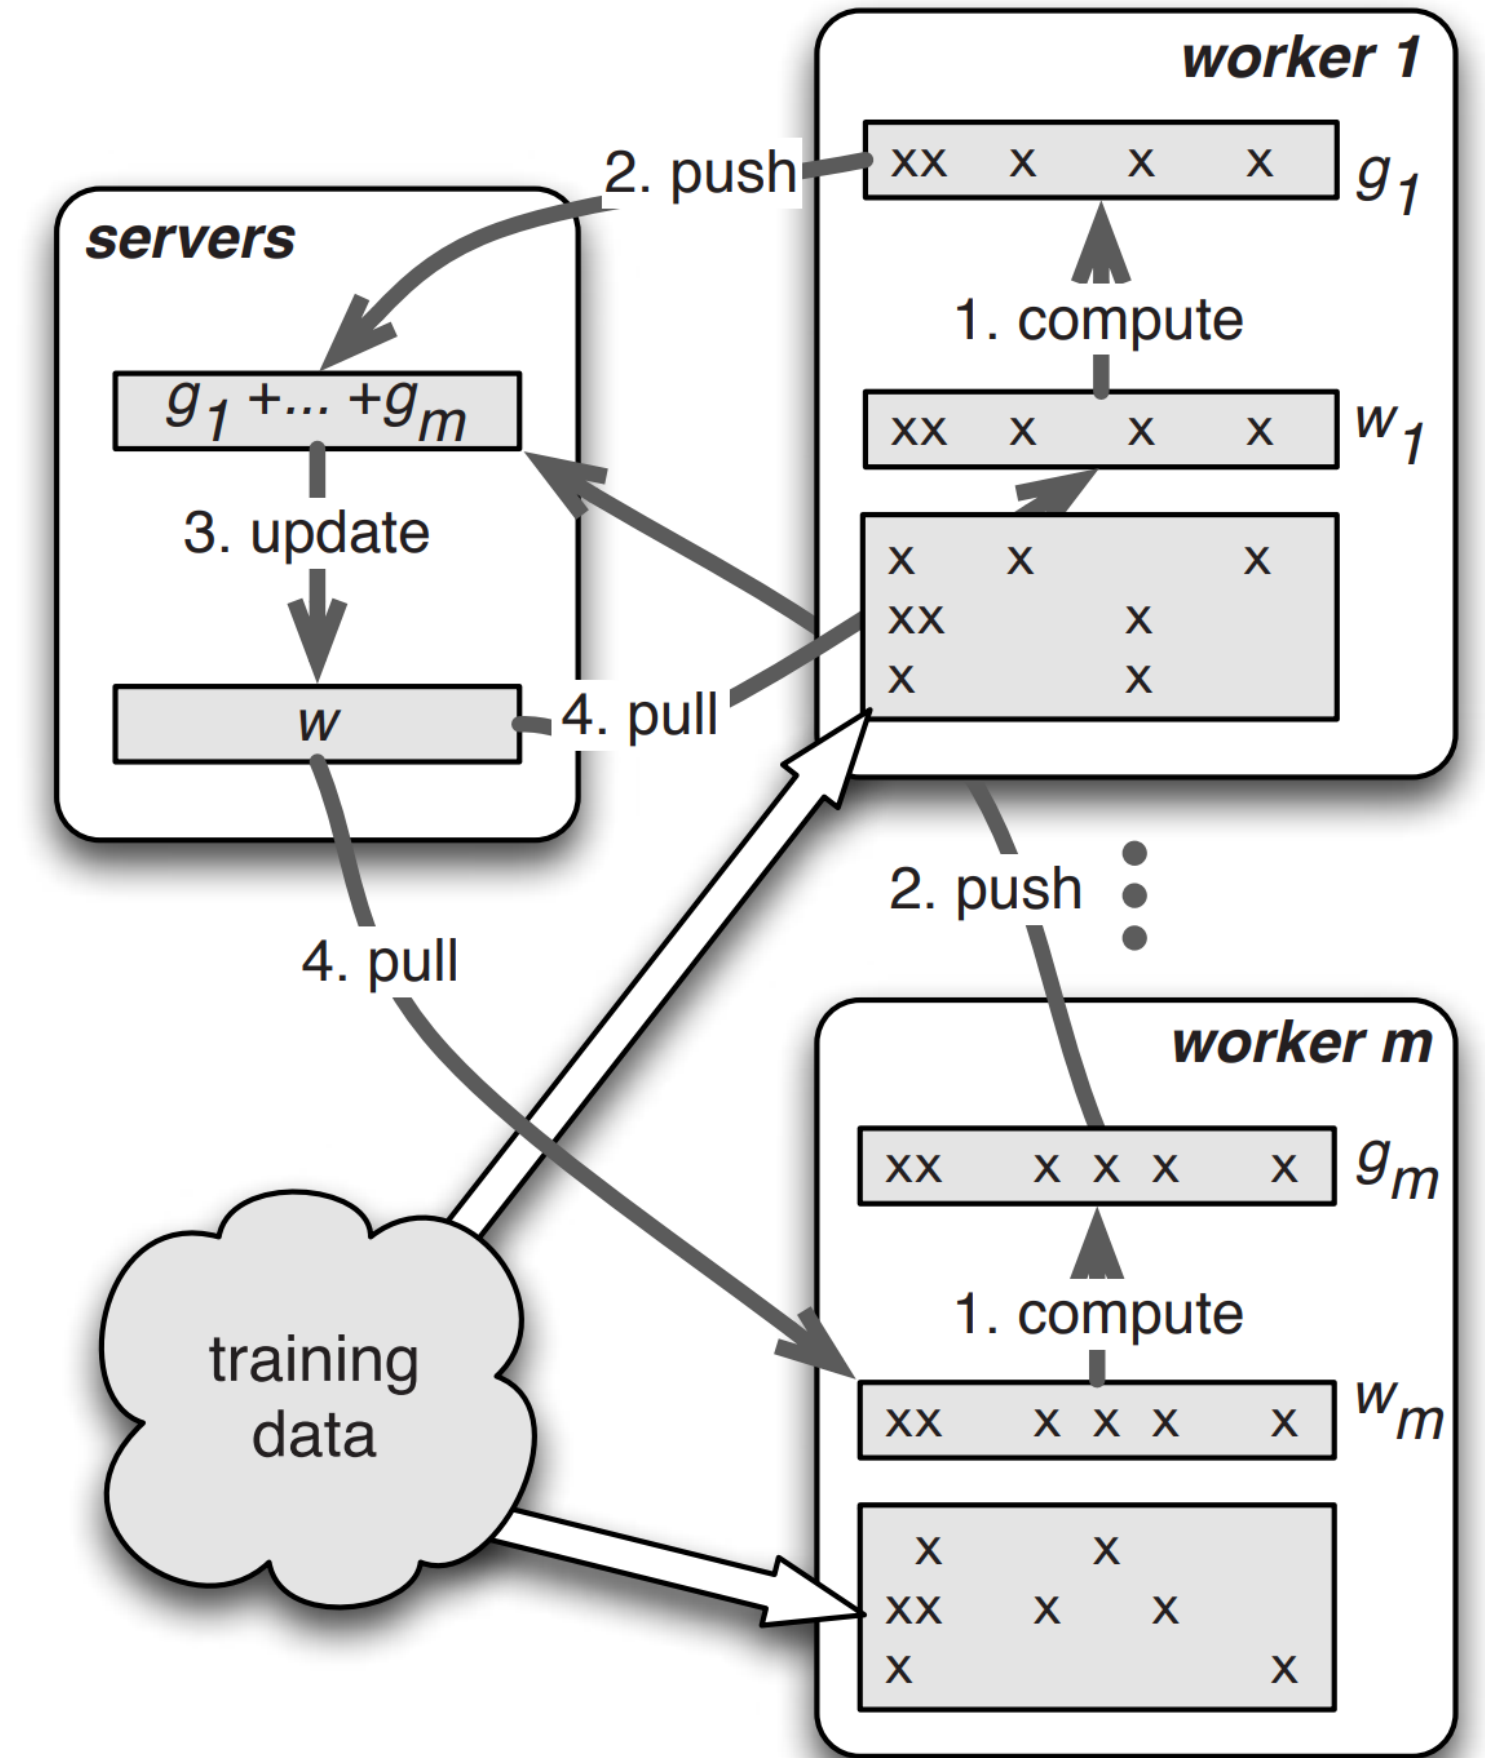 worker 1
xx x x x
g1
2. push
1. compute
xx x x x
w1
x x x
xx x
x x
servers
g1 +... +gm
3. update
w
4. pull
4. pull
2. push
worker m
xx x x x x
gm
1. compute
xx x x x x
wm
x x
xx x x
x x
training
data